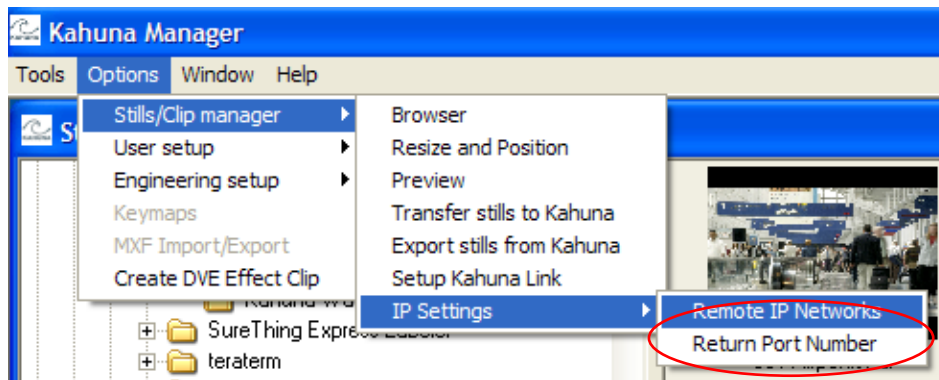 Kahuna Manager
Tools Options Window Help
St
Stills/Clip manager
User setup
Engineering setup
Keymaps
MXF Import/Export
Create DVE Effect Clip
Browser
Resize and Position
Preview
Transfer stills to Kahuna
Export stills from Kahuna
Setup Kahuna Link
IP Settings
Remote IP Networks
Return Port Number
SureThing Express Labeler
teraterm